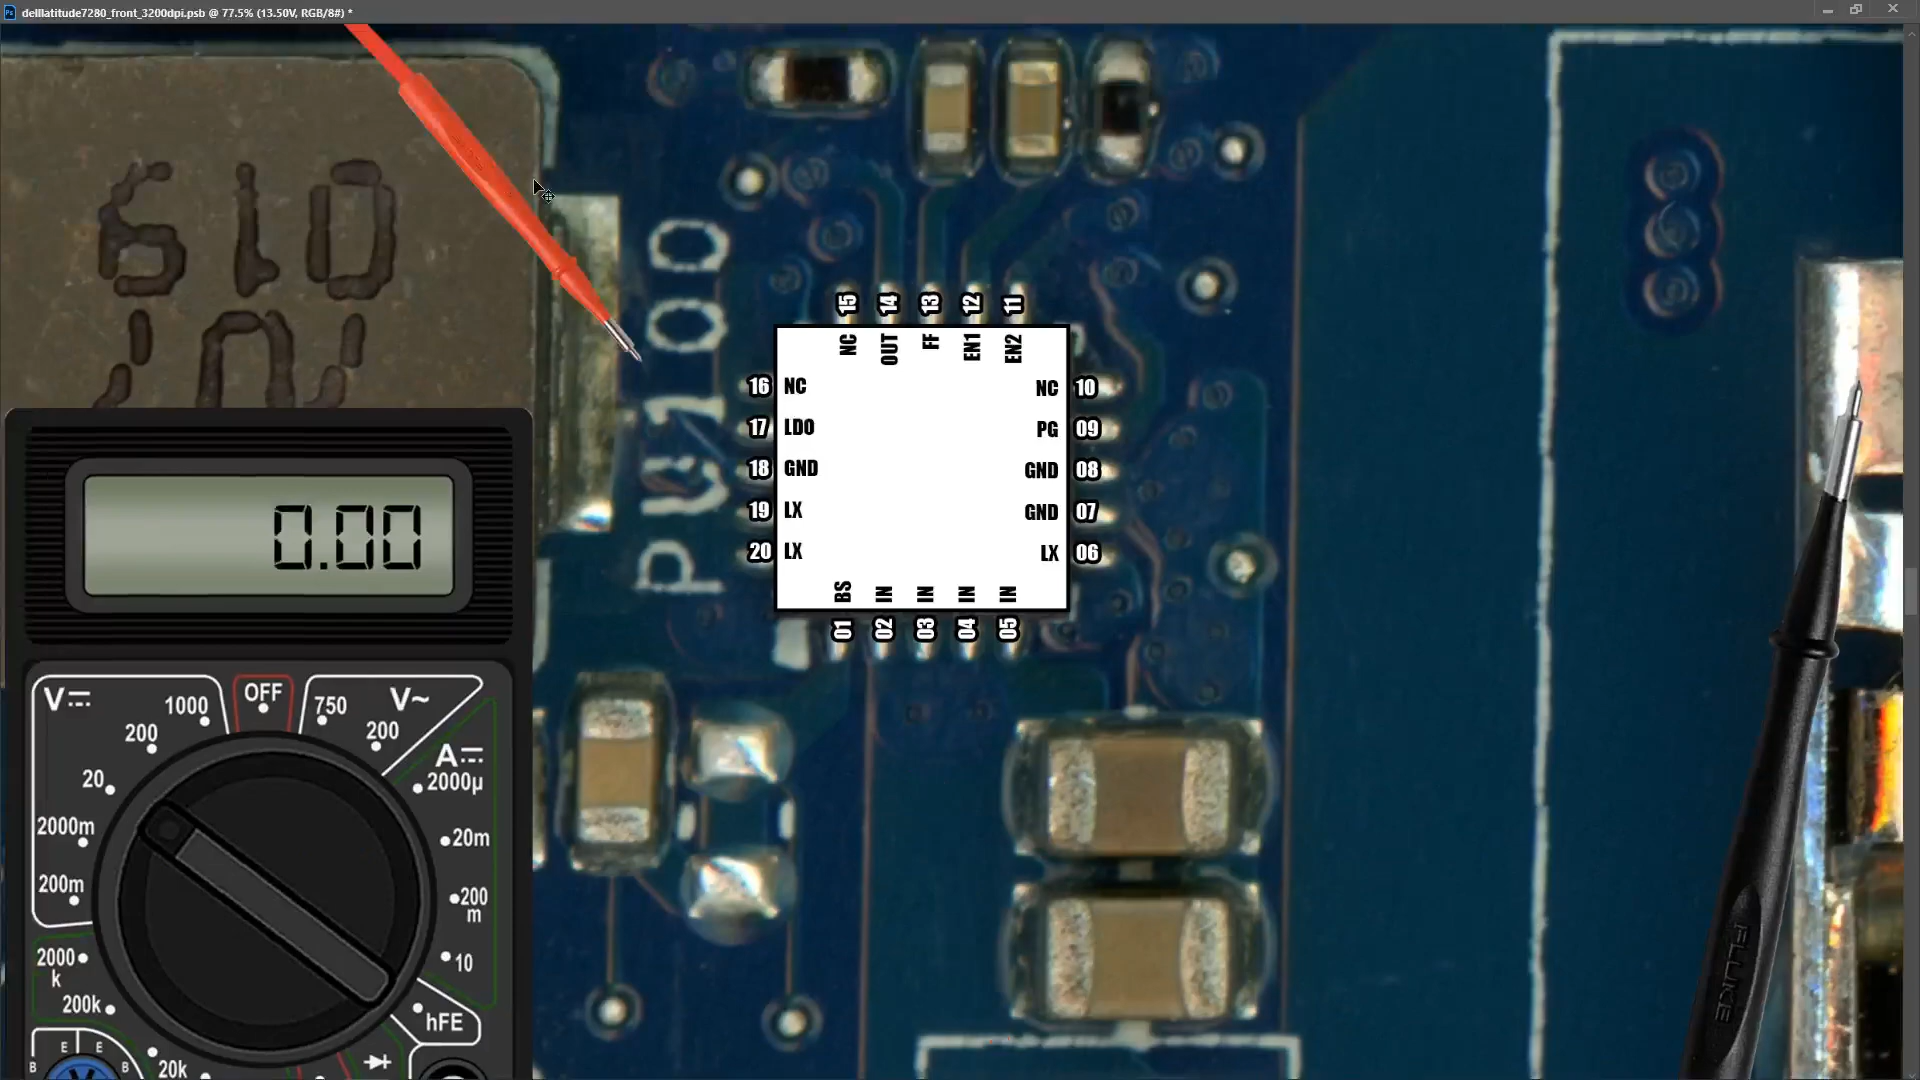 delllatitude7280_front_3200dpi.psb @ 77.5% (13.50V, RGB/8#) *
019
PU100
15 14 13 12 11
NC OUT FF EN1 EN2
16 NC
17 LDO
18 GND
19 LX
20 LX
NC 10
PG 09
GND 08
GND 07
LX 06
BS IN IN IN IN
01 02 03 04 05
0.00
V
OFF
V~
1000
750
200
200
A
20
2000µ
2000m
20m
200m
200
m
2000
k
10
200k
hFE
E E
B B
20k
FLUKE